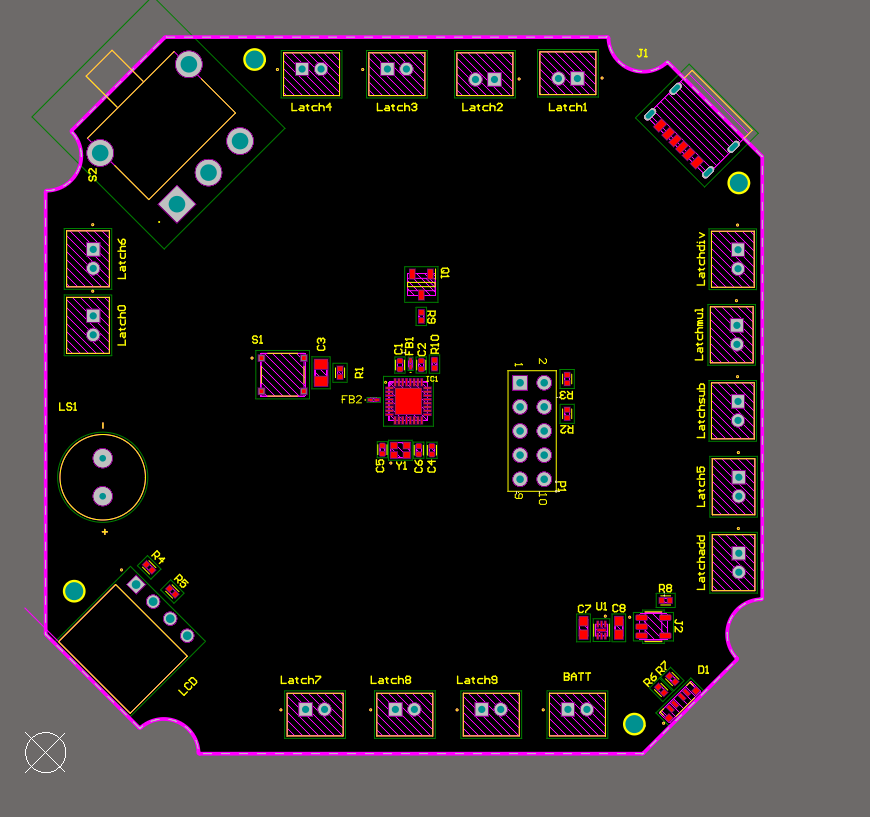 J1
Latch4
Latch3
Latch2
Latch1
S2
Latch6
Latchdiv
Q1
Latch0
R9
Latchmul
S1
C3
R1
C1
FB1
C2
R10
1
2
R3
FB2
LS1
Latchsub
R2
-
C5
Y1
C6
C4
9
10
P1
Latch5
+
R4
R5
Latchadd
R8
C7
U1
C8
J2
LCD
R6
R7
D1
Latch7
Latch8
Latch9
BATT